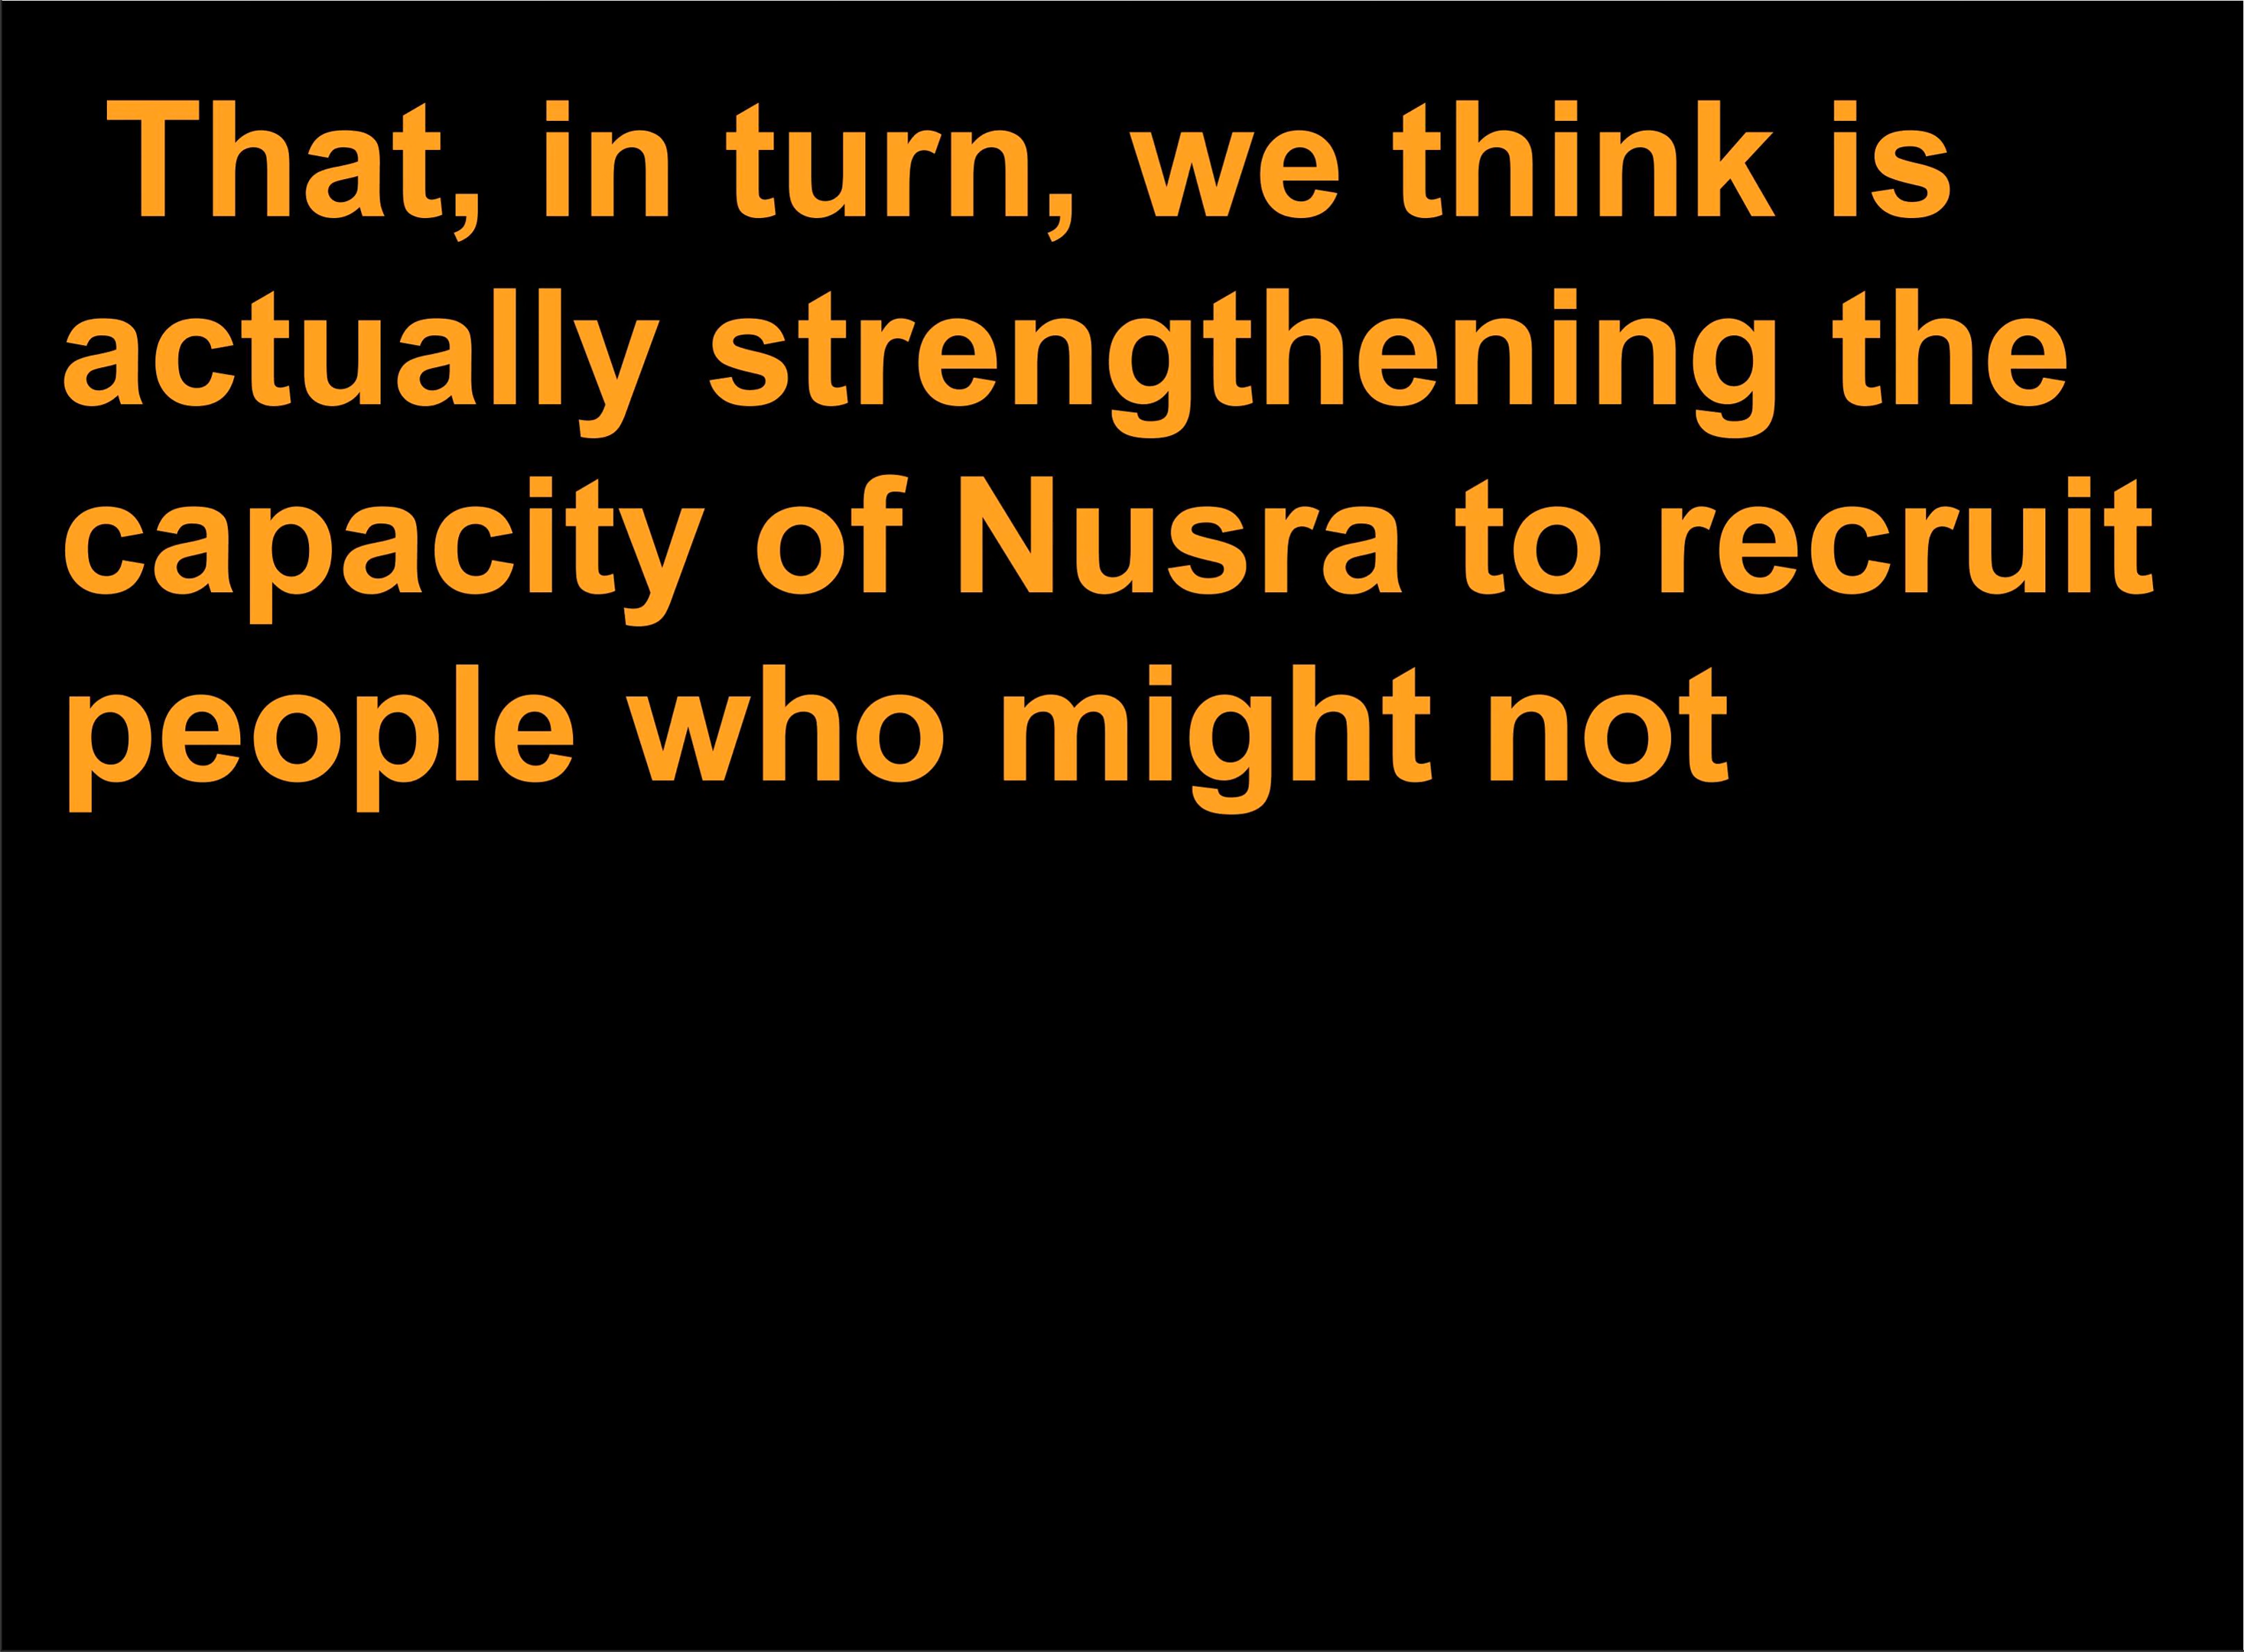 That, in turn, we think is
actually strengthening the
capacity of Nusra to recruit
people who might not